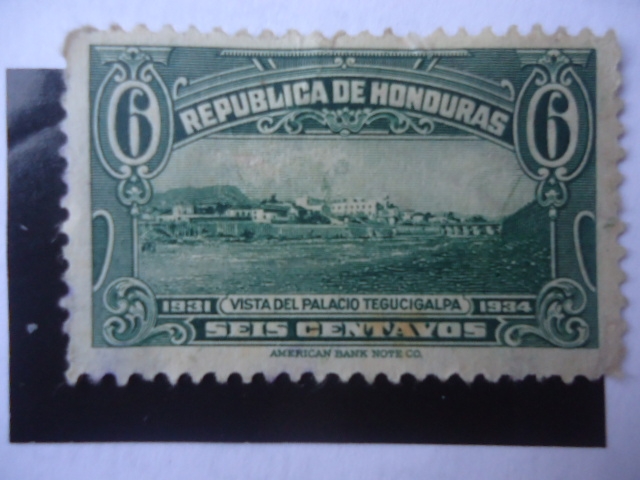 REPUBLICA DE HONDURAS
6 6
1931 VISTA DEL PALACIO TEGUCIGALPA 1934
SEIS CENTAVOS
AMERICAN BANK NOTE CO.